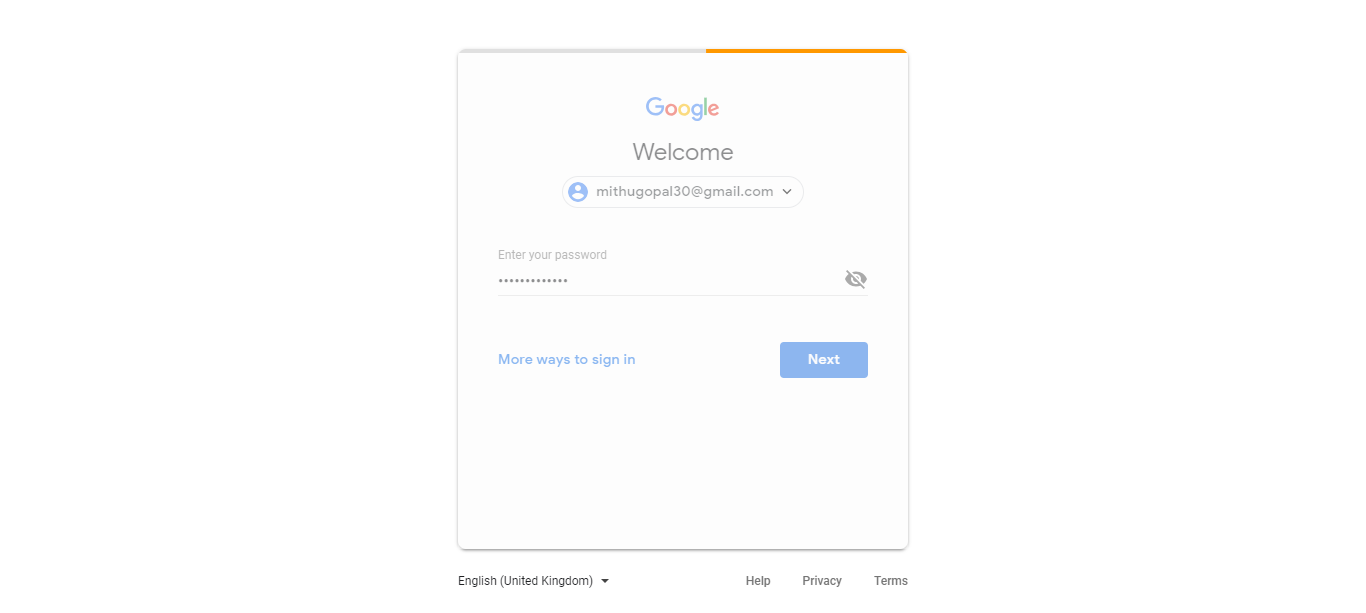 Google
Welcome
mithugopal30@gmail.com
Enter your password
•••••••••••••
More ways to sign in
Next
English (United Kingdom)
Help
Privacy
Terms